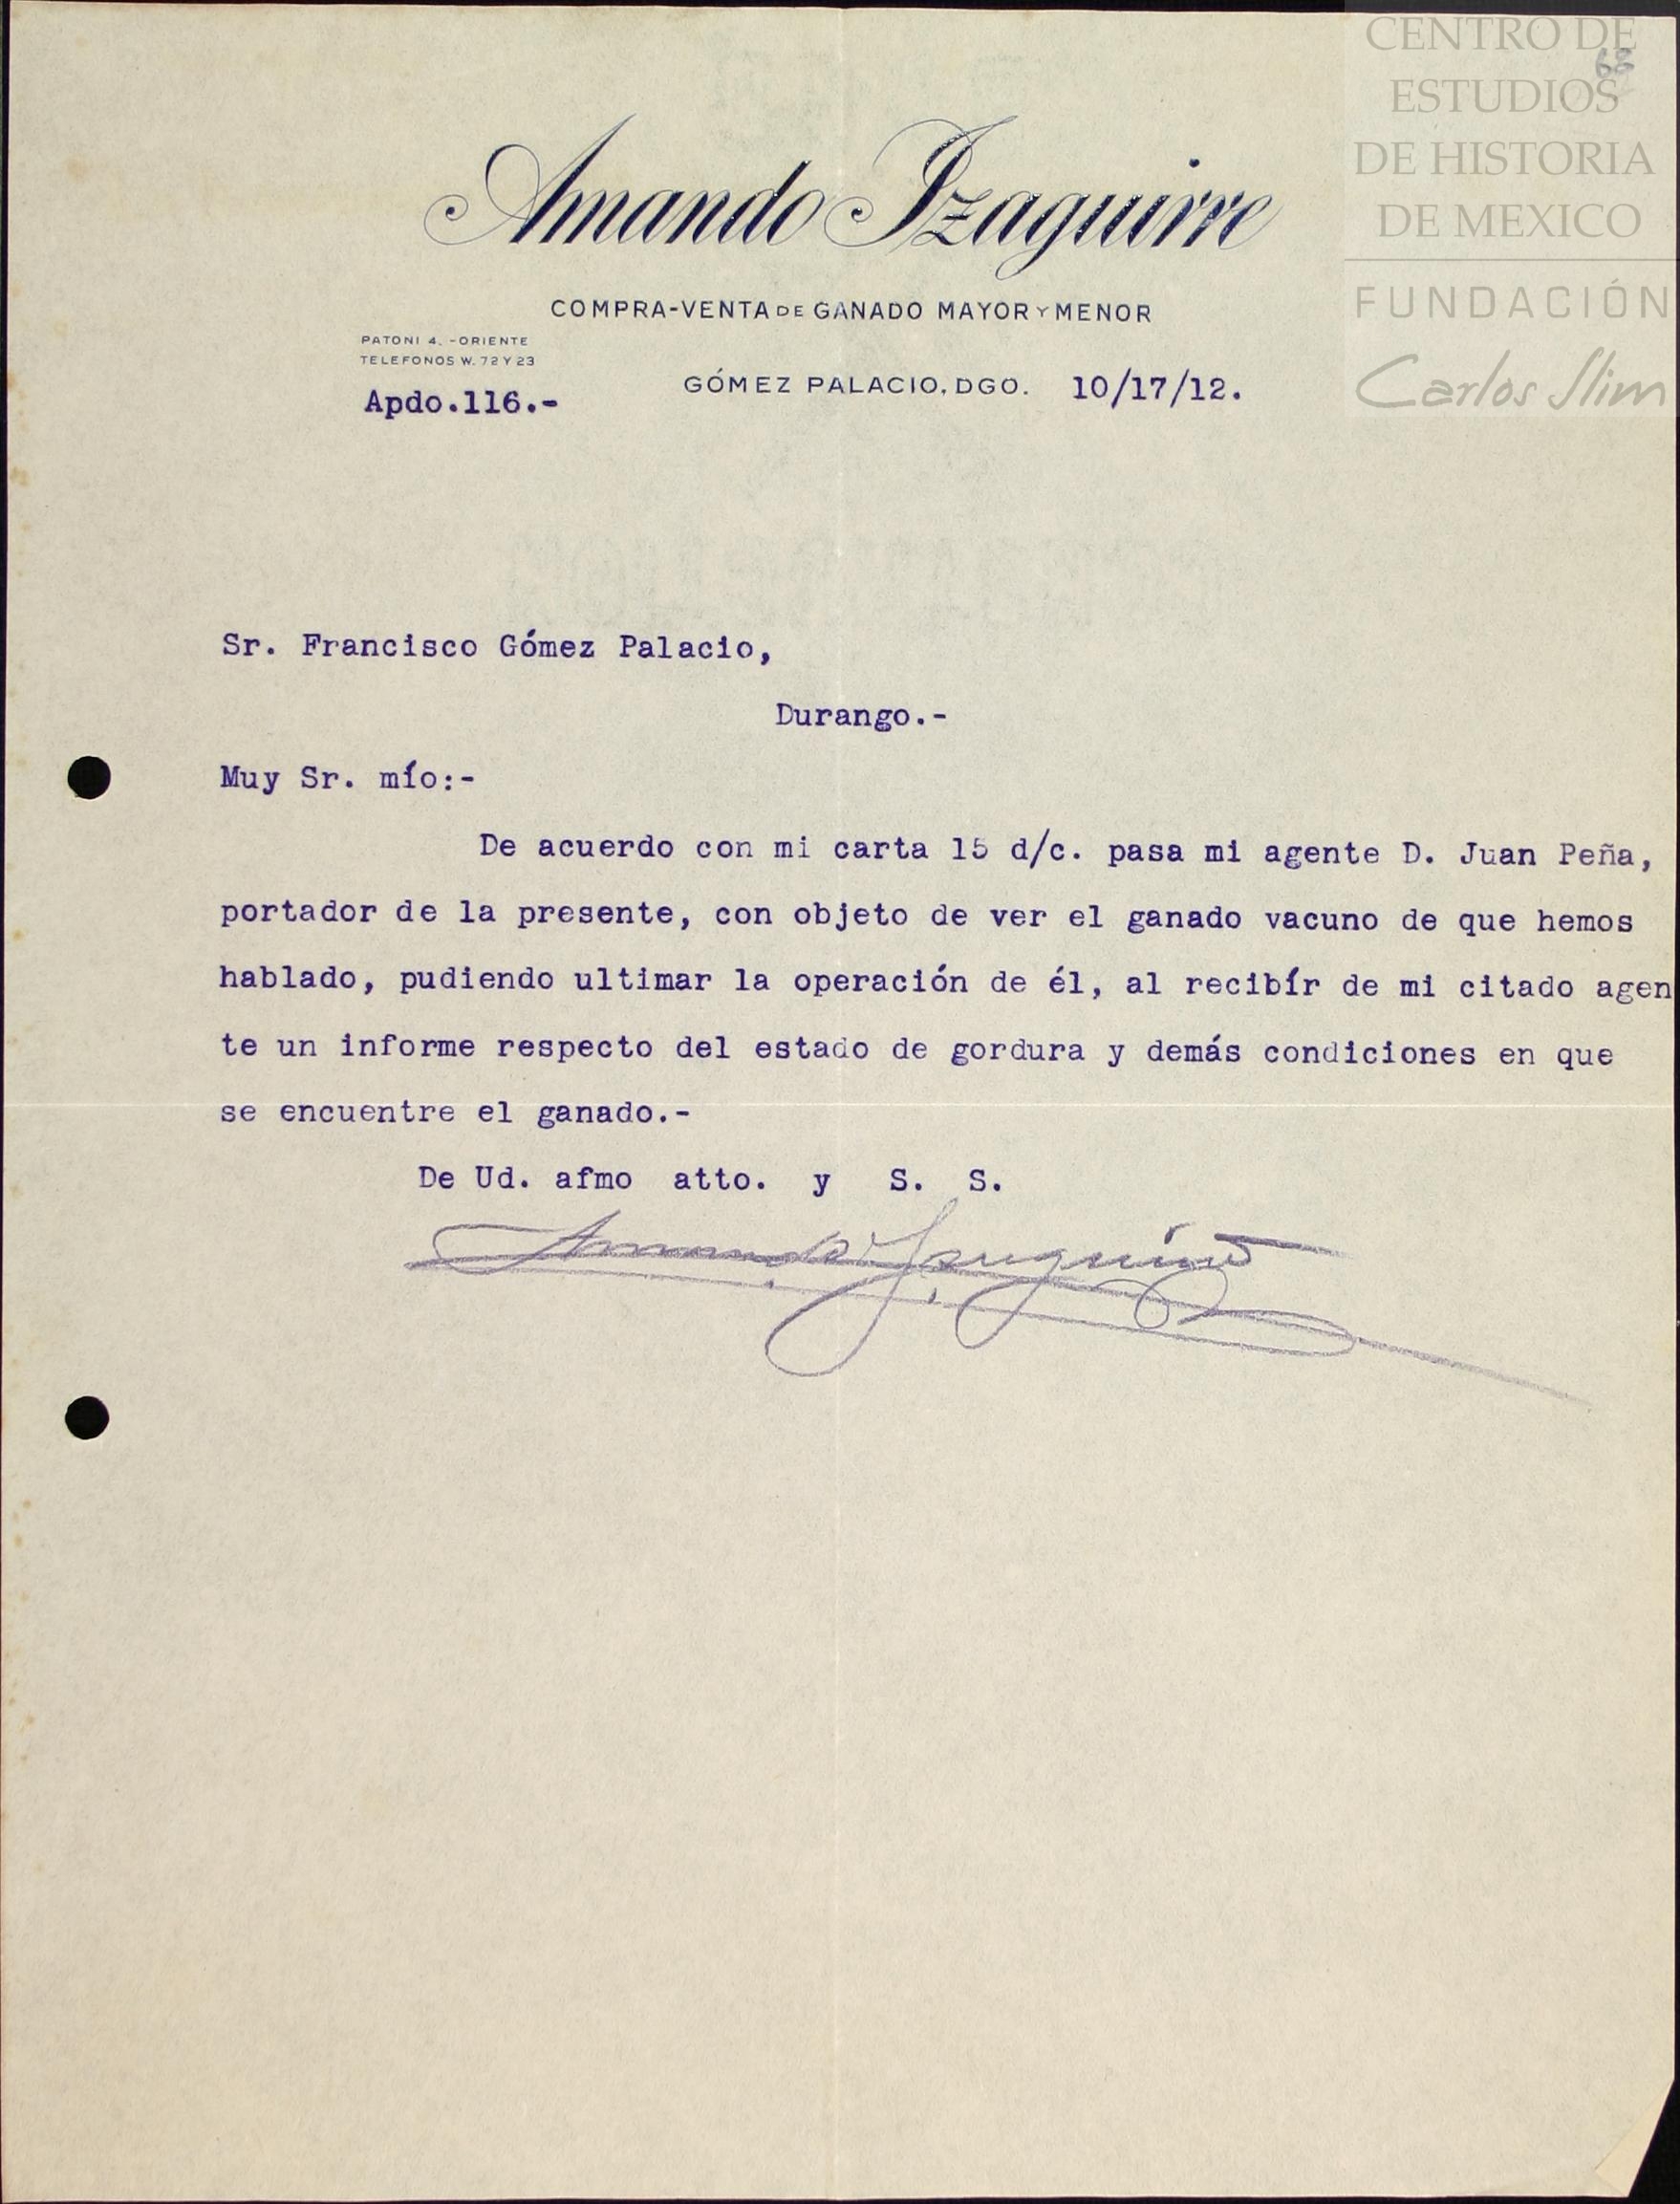 CENTRO DE
ESTUDIOS
DE HISTORIA
DE MEXICO
FUNDACIÓN
Carlos Slim
68
Amando Izaguirre
COMPRA-VENTA DE GANADO MAYOR Y MENOR
PATONI 4. -ORIENTE
TELEFONOS W. 72 Y 23
Apdo.116.-
GÓMEZ PALACIO, DGO. 10/17/12.
Sr. Francisco Gómez Palacio,
Durango.-
Muy Sr. mío:-
De acuerdo con mi carta 15 d/c. pasa mi agente D. Juan Peña,
portador de la presente, con objeto de ver el ganado vacuno de que hemos
hablado, pudiendo ultimar la operación de él, al recibír de mi citado agen
te un informe respecto del estado de gordura y demás condiciones en que
se encuentre el ganado.-
De Ud. afmo atto. y S. S.
Amando Izaguirre